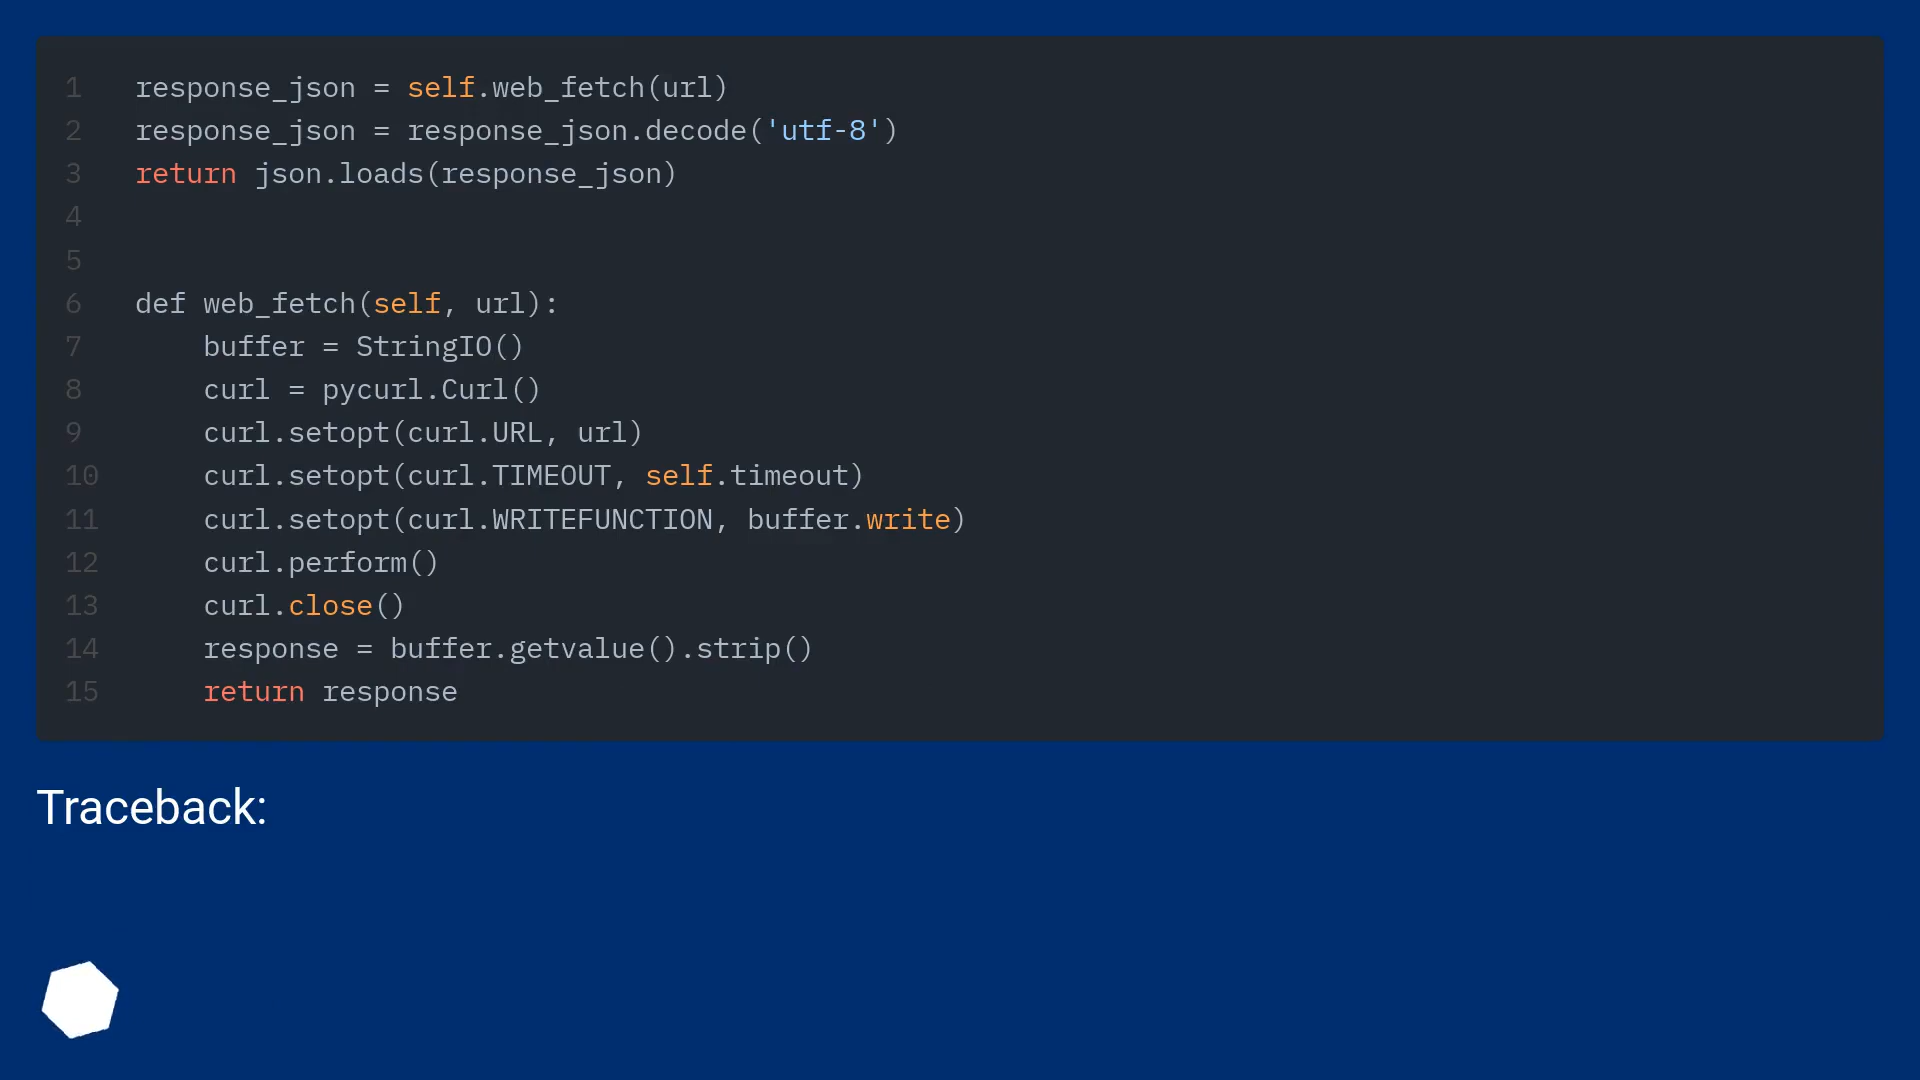 1 response_json = self.web_fetch(url)
2 response_json = response_json.decode('utf-8')
3 return json.loads(response_json)
4
5
6 def web_fetch(self, url):
7     buffer = StringIO()
8     curl = pycurl.Curl()
9     curl.setopt(curl.URL, url)
10     curl.setopt(curl.TIMEOUT, self.timeout)
11     curl.setopt(curl.WRITEFUNCTION, buffer.write)
12     curl.perform()
13     curl.close()
14     response = buffer.getvalue().strip()
15     return response
Traceback: